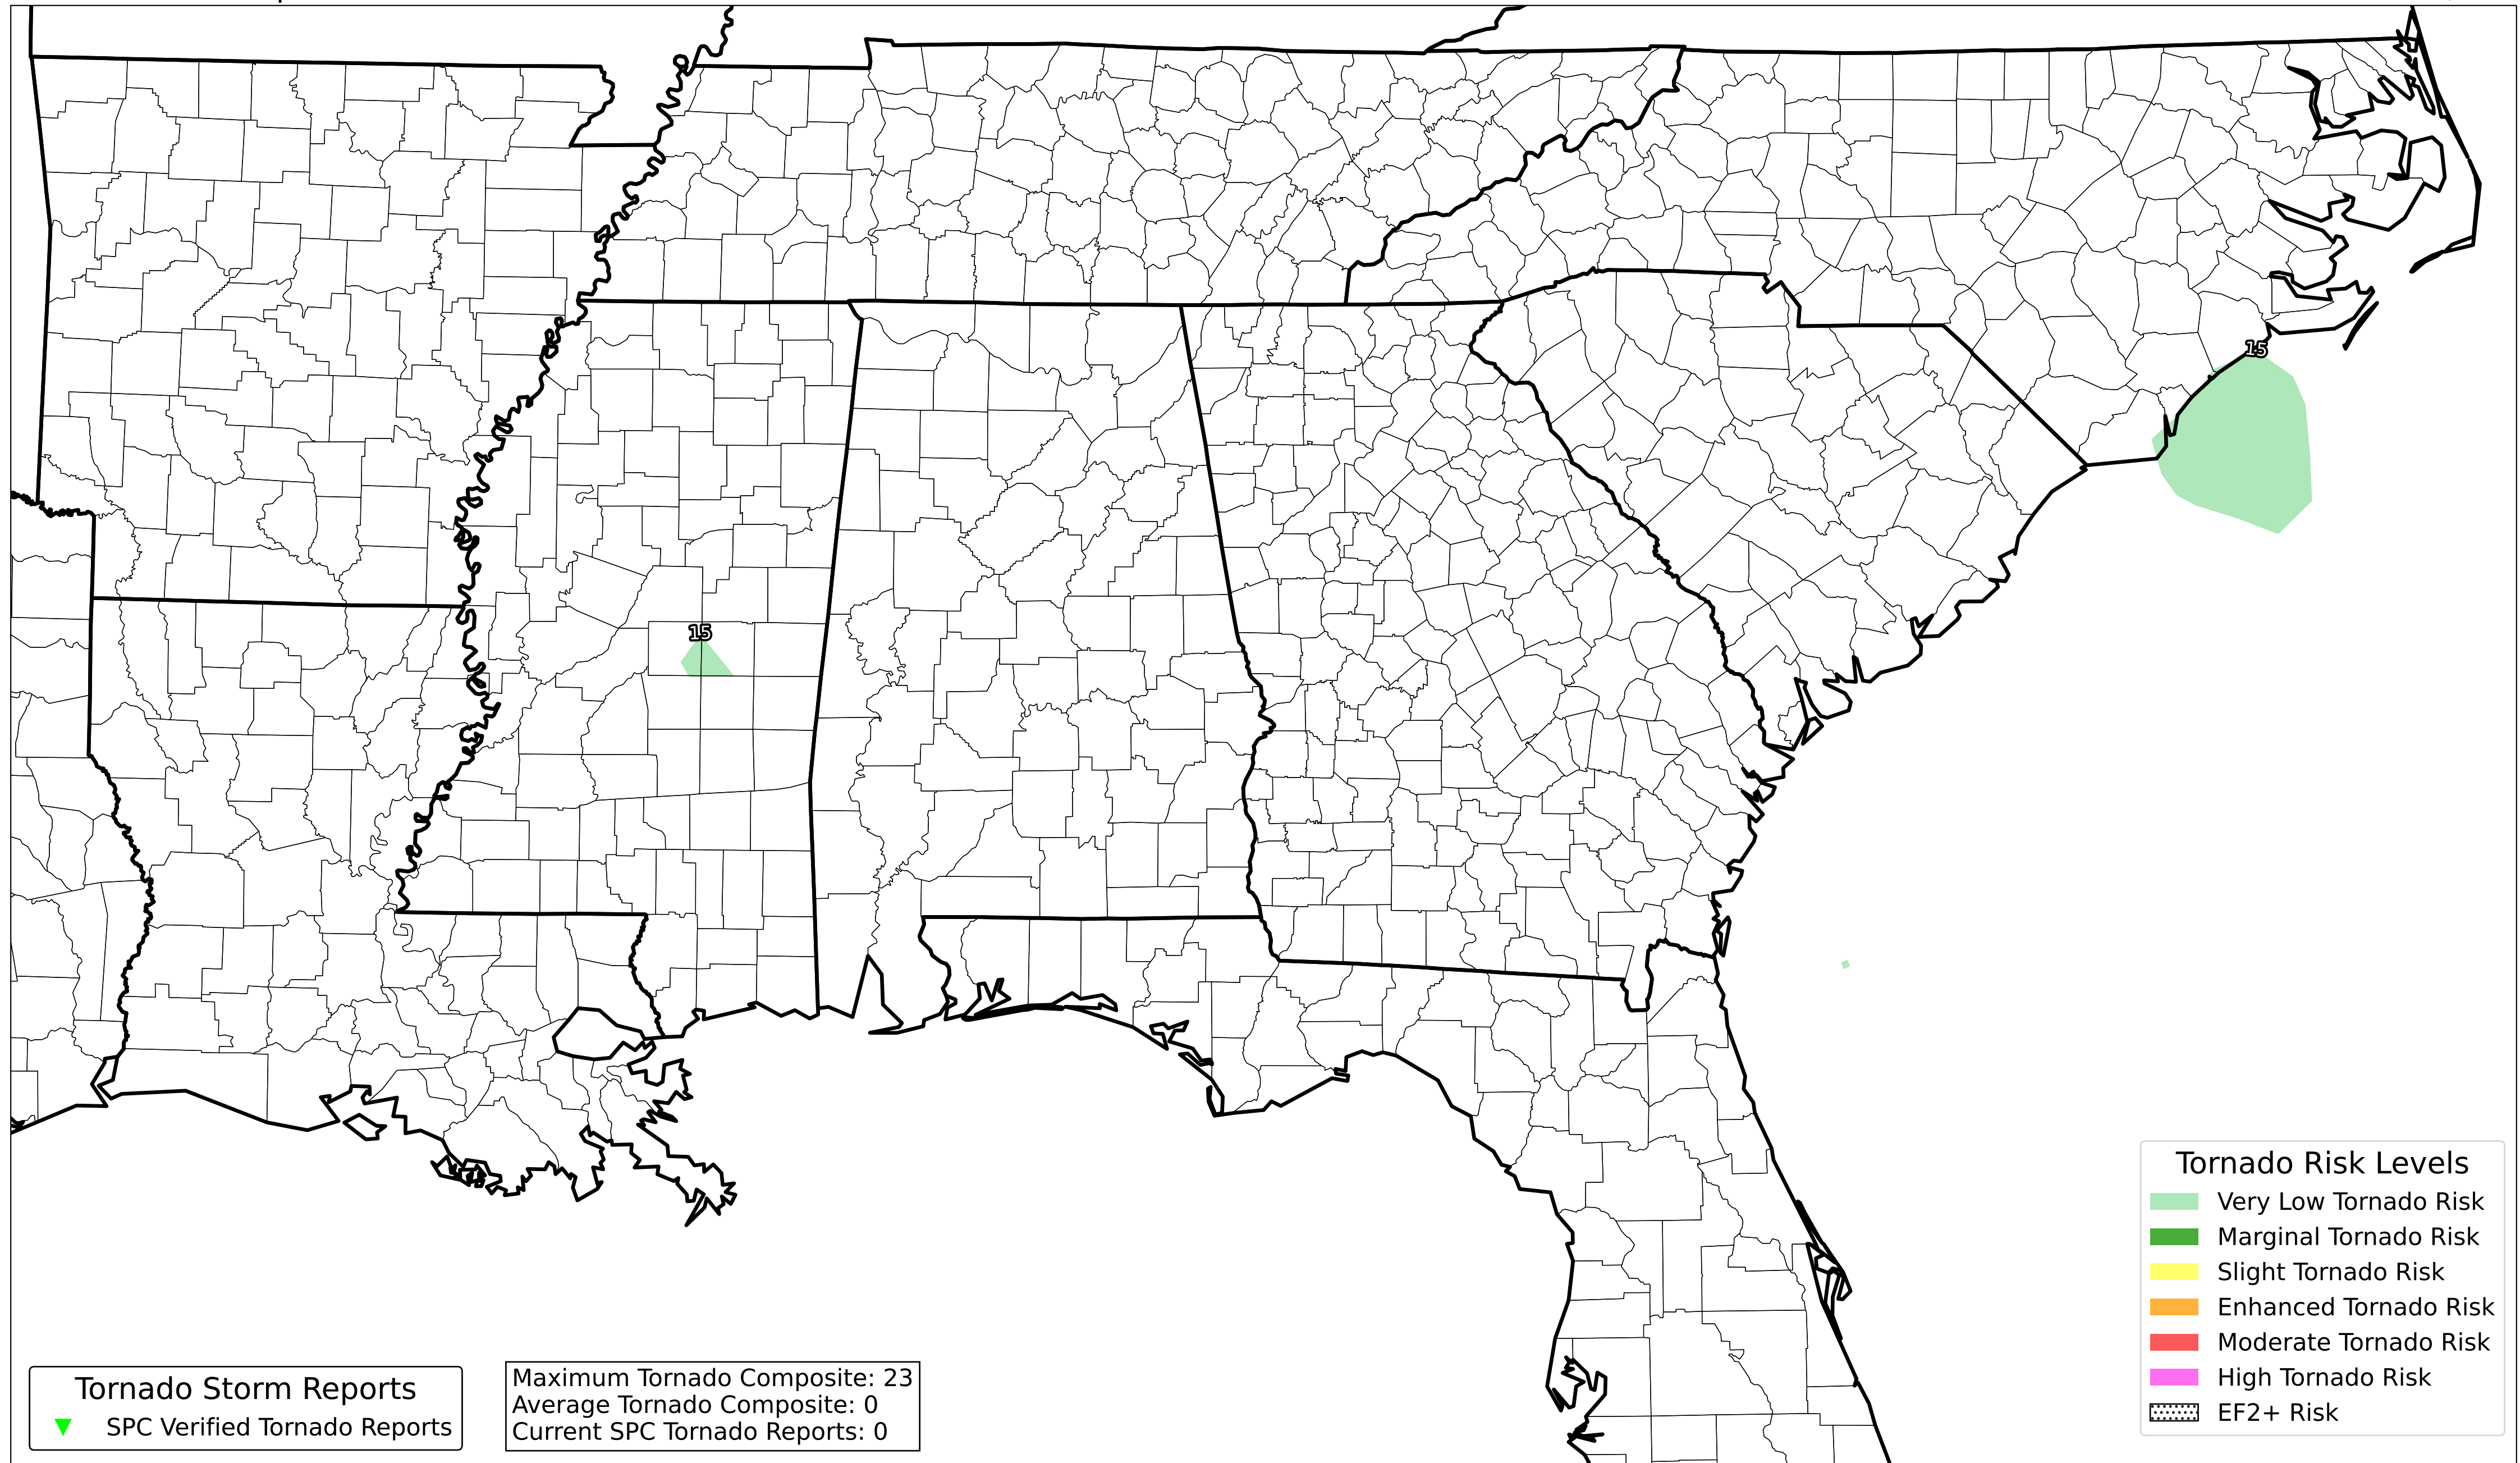 15
15
Tornado Risk Levels
Very Low Tornado Risk
Marginal Tornado Risk
Slight Tornado Risk
Enhanced Tornado Risk
Moderate Tornado Risk
High Tornado Risk
EF2+ Risk
Tornado Storm Reports
SPC Verified Tornado Reports
Maximum Tornado Composite: 23
Average Tornado Composite: 0
Current SPC Tornado Reports: 0